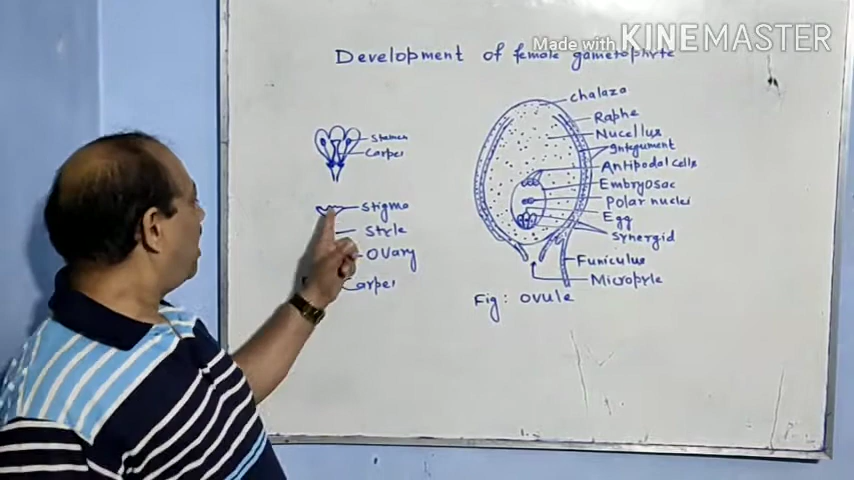 Made with KINEMASTER
Development of female gametophyte
Stamen
Carpel
Stigma
Style
Ovary
Carpel
Chalaza
Raphe
Nucellus
Integument
Antipodal cells
Embryosac
Polar nuclei
Egg
Synergid
Funiculus
Micropyle
Fig: ovule